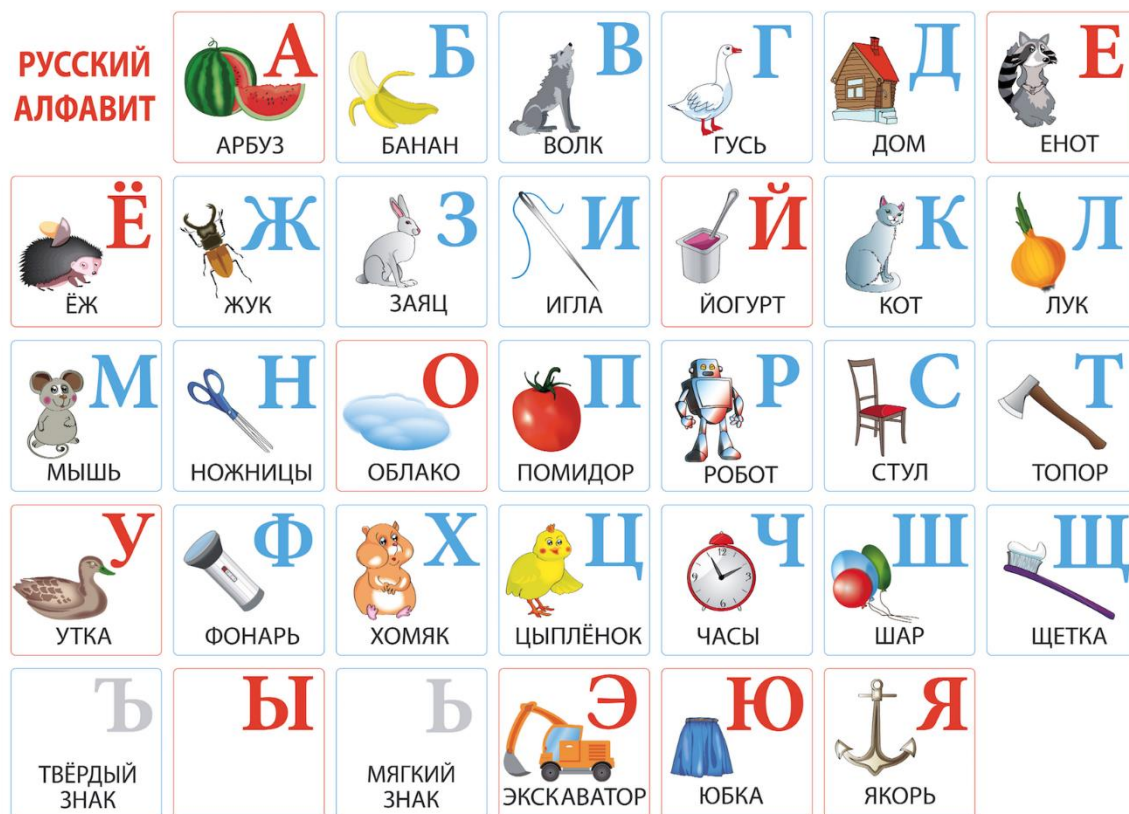 РУССКИЙ
АЛФАВИТ
А
АРБУЗ
Б
БАНАН
В
ВОЛК
Г
ГУСЬ
Д
ДОМ
Е
ЕНОТ
Ё
ЁЖ
Ж
ЖУК
З
ЗАЯЦ
И
ИГЛА
Й
ЙОГУРТ
К
КОТ
Л
ЛУК
М
МЫШЬ
Н
НОЖНИЦЫ
О
ОБЛАКО
П
ПОМИДОР
Р
РОБОТ
С
СТУЛ
Т
ТОПОР
У
УТКА
Ф
ФОНАРЬ
Х
ХОМЯК
Ц
ЦЫПЛЁНОК
Ч
12
ЧАСЫ
Ш
ШАР
Щ
ЩЕТКА
Ъ
ТВЁРДЫЙ
ЗНАК
Ы
Ь
МЯГКИЙ
ЗНАК
Э
ЭКСКАВАТОР
Ю
ЮБКА
Я
ЯКОРЬ